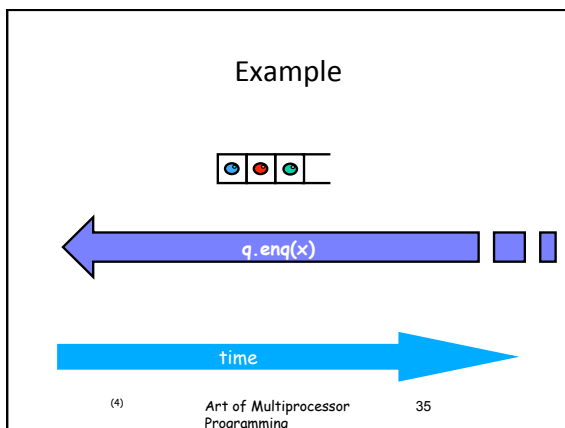 Example
q.enq(x)
time
(4)
Art of Multiprocessor
Programming
35